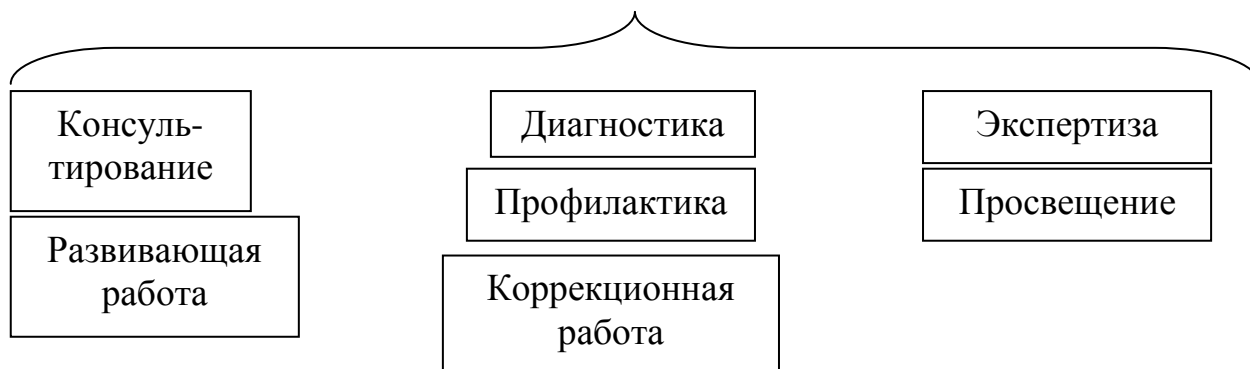 Консуль-
тирование
Развивающая
работа
Диагностика
Профилактика
Коррекционная
работа
Экспертиза
Просвещение